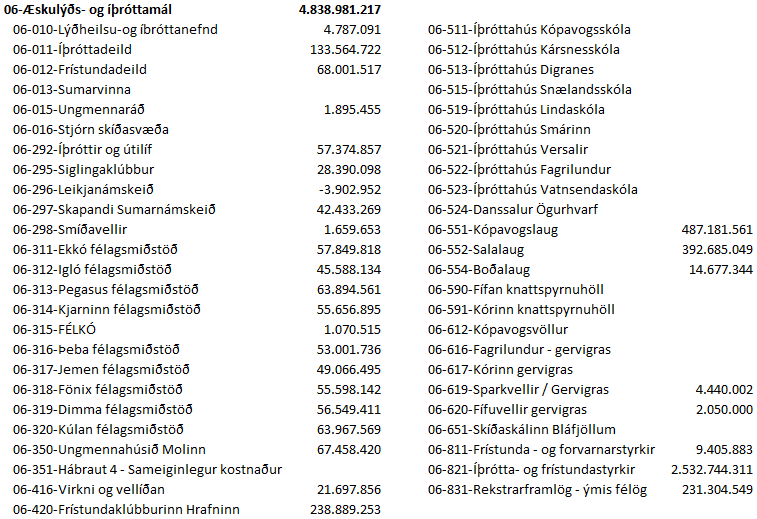 06-Æskulýðs- og íþróttamál 4.838.981.217
06-010-Lýðheilsu-og íbróttanefnd 4.787.091
06-011-Íþróttadeild 133.564.722
06-012-Frístundadeild 68.001.517
06-013-Sumarvinna
06-015-Ungmennaráð 1.895.455
06-016-Stjórn skíðasvæða
06-292-Íþróttir og útilíf 57.374.857
06-295-Siglingaklúbbur 28.390.098
06-296-Leikjanámskeið -3.902.952
06-297-Skapandi Sumarnámskeið 42.433.269
06-298-Smíðavellir 1.659.653
06-311-Ekkó félagsmiðstöð 57.849.818
06-312-Igló félagsmiðstöð 45.588.134
06-313-Pegasus félagsmiðstöð 63.894.561
06-314-Kjarninn félagsmiðstöð 55.656.895
06-315-FÉLKÓ 1.070.515
06-316-Þeba félagsmiðstöð 53.001.736
06-317-Jemen félagsmiðstöð 49.066.495
06-318-Fönix félagsmiðstöð 55.598.142
06-319-Dimma félagsmiðstöð 56.549.411
06-320-Kúlan félagsmiðstöð 63.967.569
06-350-Ungmennahúsið Molinn 67.458.420
06-351-Hábraut 4 - Sameiginlegur kostnaður
06-416-Virkni og vellíðan 21.697.856
06-420-Frístundaklúbburinn Hrafninn 238.889.253
06-511-Íþróttahús Kópavogsskóla
06-512-Íþróttahús Kársnesskóla
06-513-Íþróttahús Digranes
06-515-Íþróttahús Snælandsskóla
06-519-Íþróttahús Lindaskóla
06-520-Íþróttahús Smárinn
06-521-Íþróttahús Versalir
06-522-Íþróttahús Fagrilundur
06-523-Íþróttahús Vatnsendaskóla
06-524-Danssalur Ögurhvarf
06-551-Kópavogslaug 487.181.561
06-552-Salalaug 392.685.049
06-554-Boðalaug 14.677.344
06-590-Fífan knattspyrnuhöll
06-591-Kórinn knattspyrnuhöll
06-612-Kópavogsvöllur
06-616-Fagrilundur - gervigras
06-617-Kórinn gervigras
06-619-Sparkvellir / Gervigras 4.440.002
06-620-Fífuvellir gervigras 2.050.000
06-651-Skíðaskálinn Bláfjöllum
06-811-Frístunda - og forvarnarstyrkir 9.405.883
06-821-Íþrótta- og frístundastyrkir 2.532.744.311
06-831-Rekstrarframlög - ýmis félög 231.304.549